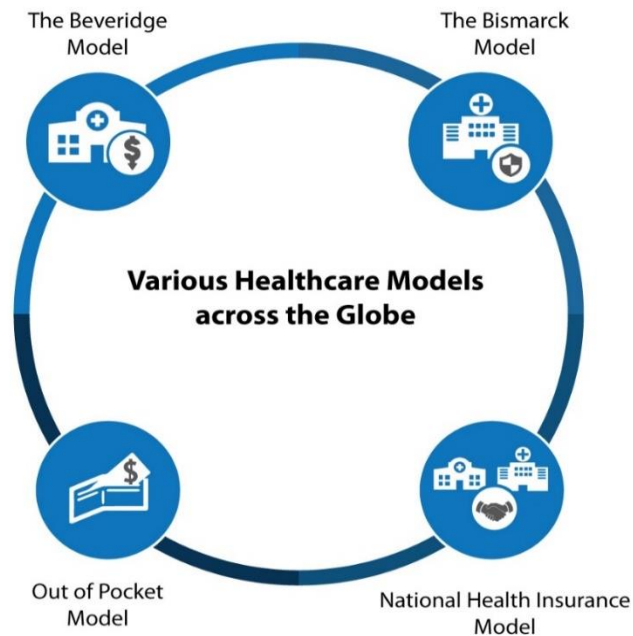 The Beveridge
Model
The Bismarck
Model
Various Healthcare Models
across the Globe
Out of Pocket
Model
National Health Insurance
Model
$
$